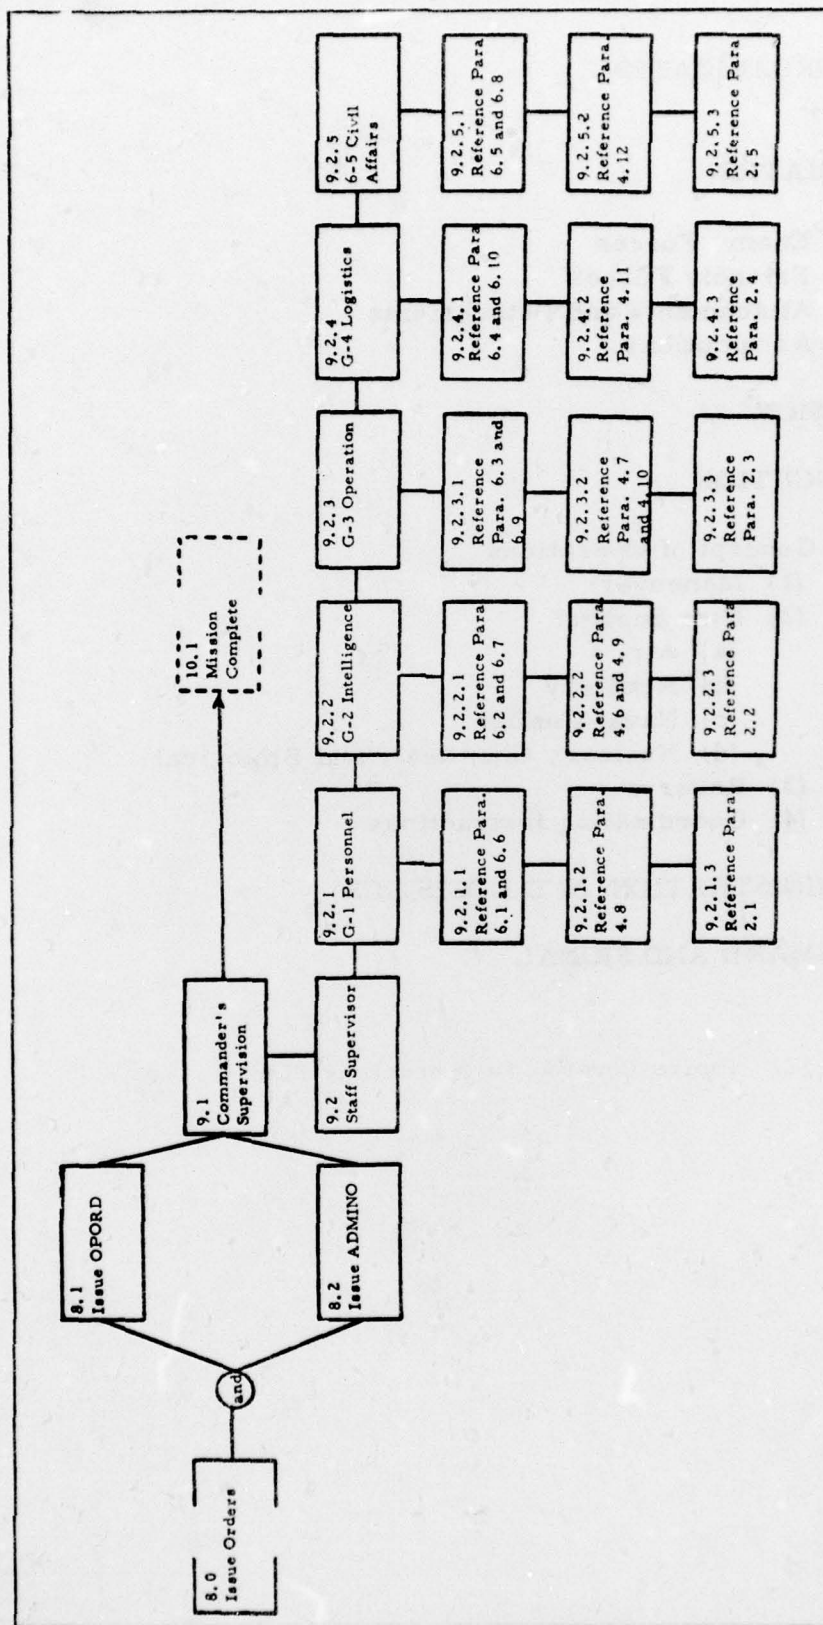 8.0
Issue Orders
and
8.1
Issue OPORD
8.2
Issue ADMINO
9.1
Commander's
Supervision
10.1
Mission
Complete
9.2
Staff Supervisor
9.2.1
G-1 Personnel
9.2.1.1
Reference Para.
6.1 and 6.6
9.2.1.2
Reference Para.
4.8
9.2.1.3
Reference Para.
2.1
9.2.2
G-2 Intelligence
9.2.2.1
Reference Para.
6.2 and 6.7
9.2.2.2
Reference Para.
4.6 and 4.9
9.2.2.3
Reference Para.
2.2
9.2.3
G-3 Operation
9.2.3.1
Reference
Para. 6.3 and
6.9
9.2.3.2
Reference
Para. 4.7
and 4.10
9.2.3.3
Reference
Para. 2.3
9.2.4
G-4 Logistics
9.2.4.1
Reference Para
6.4 and 6.10
9.2.4.2
Reference
Para. 4.11
9.2.4.3
Reference
Para. 2.4
9.2.5
6-5 Civil
Affairs
9.2.5.1
Reference Para
6.5 and 6.8
9.2.5.2
Reference Para.
4.12
9.2.5.3
Reference Para.
2.5